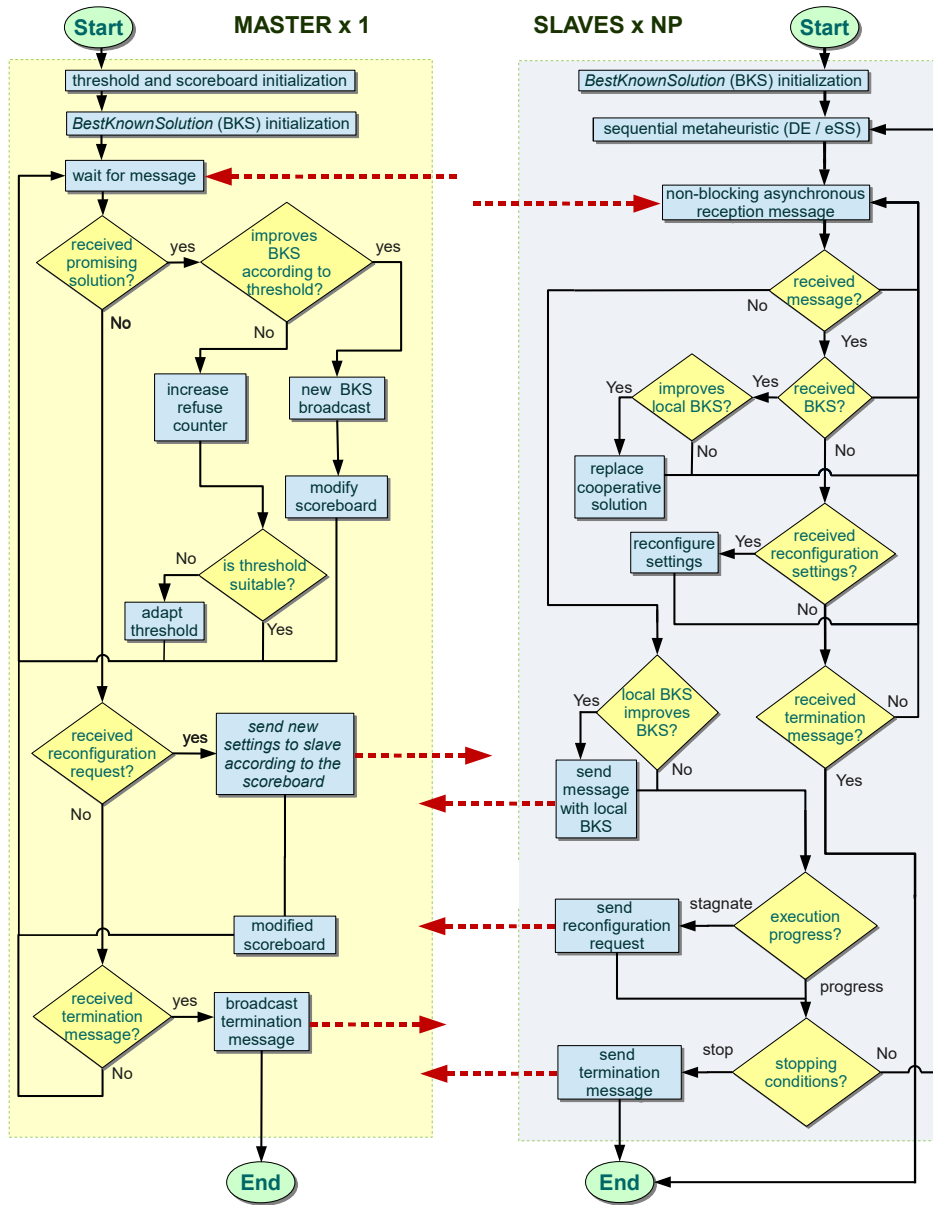 Start
MASTER x 1
threshold and scoreboard initialization
BestKnownSolution (BKS) initialization
wait for message
received
promising
solution?
yes
improves
BKS
according to
threshold?
yes
No
No
increase
refuse
counter
new BKS
broadcast
modify
scoreboard
is threshold
suitable?
No
Yes
adapt
threshold
received
reconfiguration
request?
yes
send new
settings to slave
according to the
scoreboard
No
modified
scoreboard
received
termination
message?
yes
broadcast
termination
message
No
End
SLAVES x NP
Start
BestKnownSolution (BKS) initialization
sequential metaheuristic (DE / eSS)
non-blocking asynchronous
reception message
received
message?
No
Yes
received
BKS?
Yes
improves
local BKS?
Yes
No
No
replace
cooperative
solution
received
reconfiguration
settings?
Yes
reconfigure
settings
No
received
termination
message?
No
Yes
local BKS
improves
BKS?
Yes
No
send
message
with local
BKS
execution
progress?
stagnate
send
reconfiguration
request
progress
stopping
conditions?
No
stop
send
termination
message
End